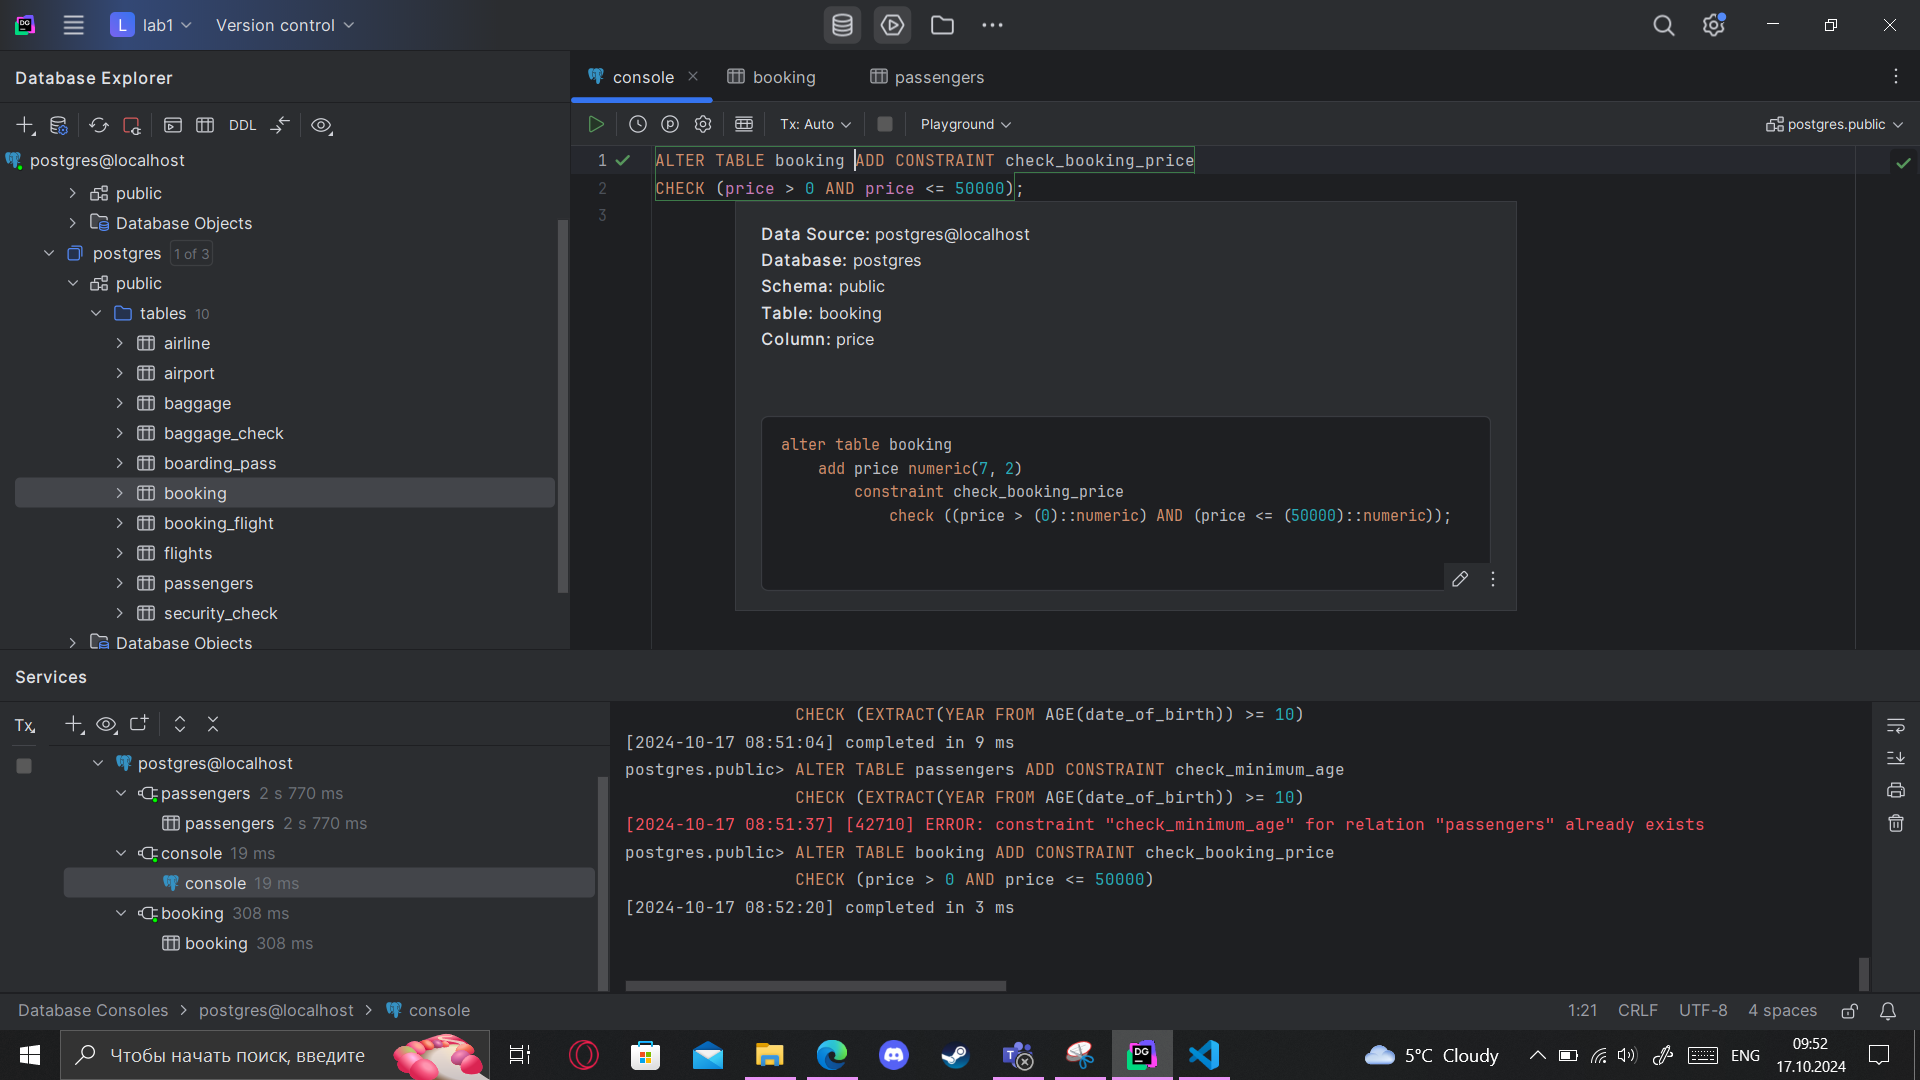 L lab1 Version control
Database Explorer
console booking passengers
DDL
Tx: Auto Playground postgres.public
postgres@localhost
public
Database Objects
postgres 1 of 3
public
tables 10
airline
airport
baggage
baggage_check
boarding_pass
booking
booking_flight
flights
passengers
security_check
Database Objects
1 ALTER TABLE booking ADD CONSTRAINT check_booking_price
2 CHECK (price > 0 AND price <= 50000);
3
Data Source: postgres@localhost
Database: postgres
Schema: public
Table: booking
Column: price
alter table booking
add price numeric(7, 2)
constraint check_booking_price
check ((price > (0)::numeric) AND (price <= (50000)::numeric));
Services
Tx
postgres@localhost
passengers 2 s 770 ms
passengers 2 s 770 ms
console 19 ms
console 19 ms
booking 308 ms
booking 308 ms
CHECK (EXTRACT(YEAR FROM AGE(date_of_birth)) >= 10)
[2024-10-17 08:51:04] completed in 9 ms
postgres.public> ALTER TABLE passengers ADD CONSTRAINT check_minimum_age
CHECK (EXTRACT(YEAR FROM AGE(date_of_birth)) >= 10)
[2024-10-17 08:51:37] [42710] ERROR: constraint "check_minimum_age" for relation "passengers" already exists
postgres.public> ALTER TABLE booking ADD CONSTRAINT check_booking_price
CHECK (price > 0 AND price <= 50000)
[2024-10-17 08:52:20] completed in 3 ms
Database Consoles > postgres@localhost > console
1:21 CRLF UTF-8 4 spaces
Чтобы начать поиск, введите
DG
5°C Cloudy
ENG
09:52
17.10.2024